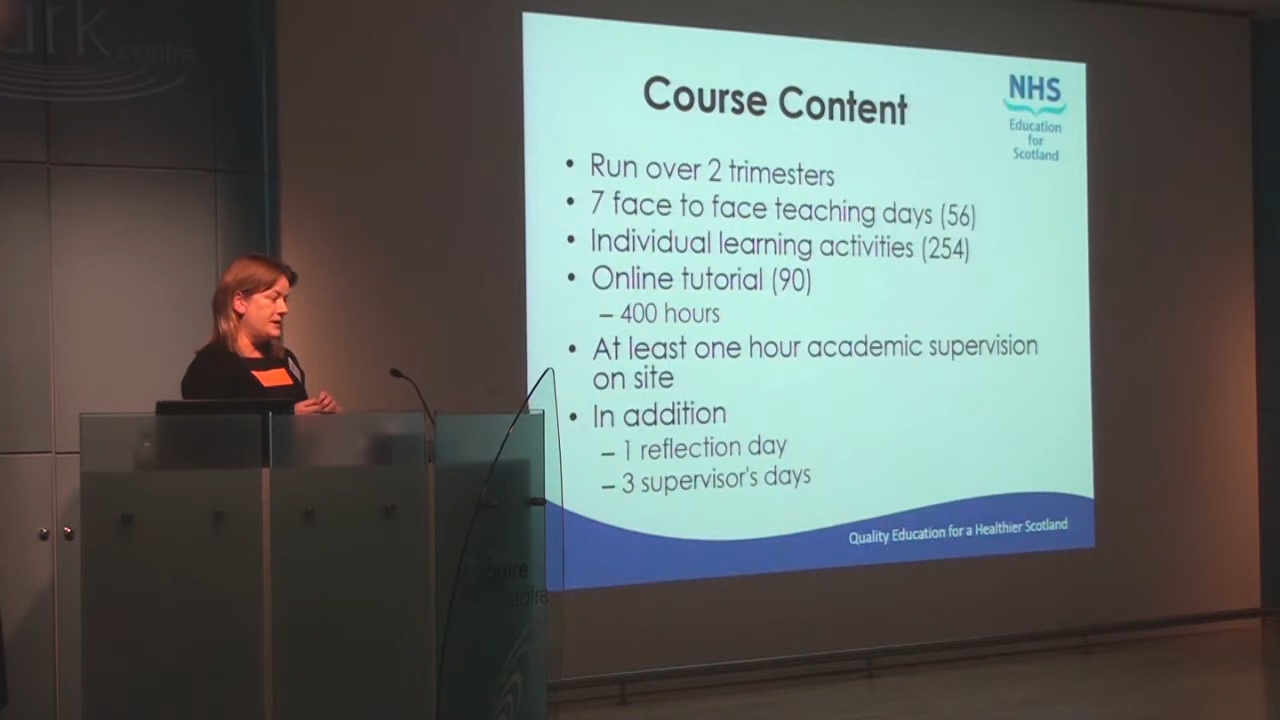 Course Content
NHS
Education
for
Scotland
• Run over 2 trimesters
• 7 face to face teaching days (56)
• Individual learning activities (254)
• Online tutorial (90)
– 400 hours
• At least one hour academic supervision
on site
• In addition
– 1 reflection day
– 3 supervisor's days
Quality Education for a Healthier Scotland